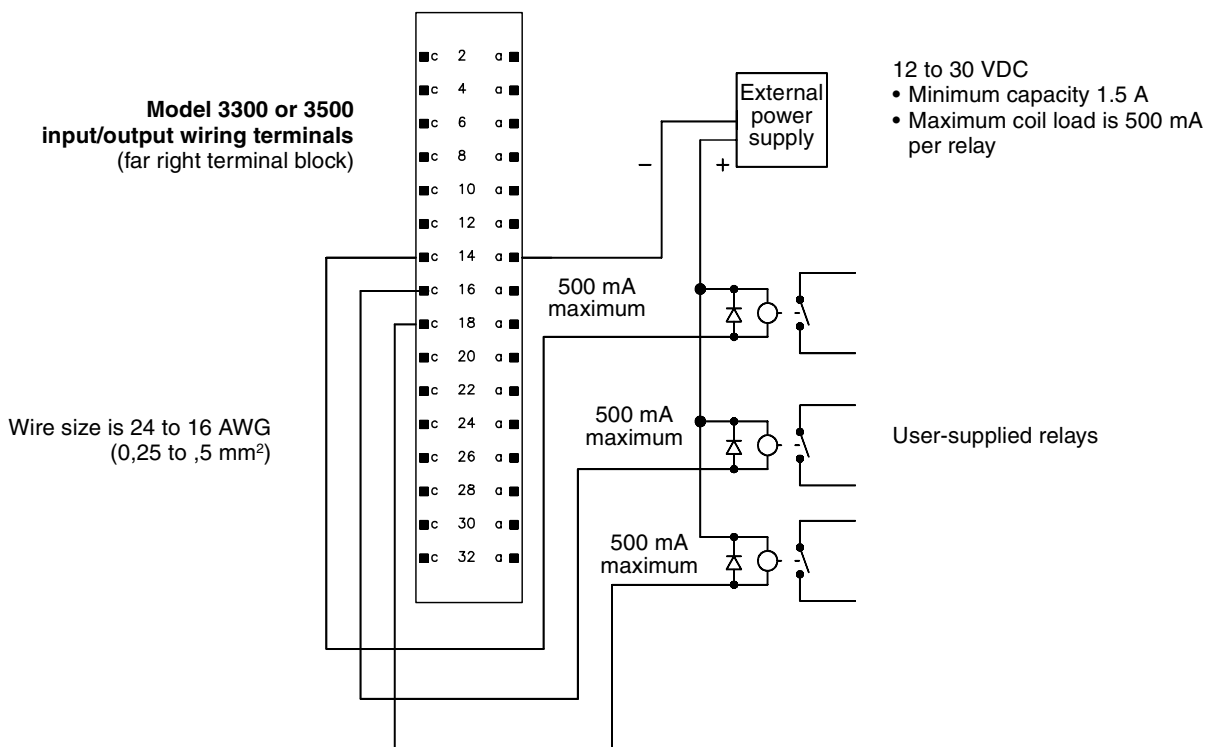 Model 3300 or 3500
input/output wiring terminals
(far right terminal block)
Wire size is 24 to 16 AWG
(0,25 to ,5 mm²)
c 2 a
c 4 a
c 6 a
c 8 a
c 10 a
c 12 a
c 14 a
c 16 a
c 18 a
c 20 a
c 22 a
c 24 a
c 26 a
c 28 a
c 30 a
c 32 a
External
power
supply
–
+
12 to 30 VDC
• Minimum capacity 1.5 A
• Maximum coil load is 500 mA
per relay
500 mA
maximum
500 mA
maximum
500 mA
maximum
User-supplied relays